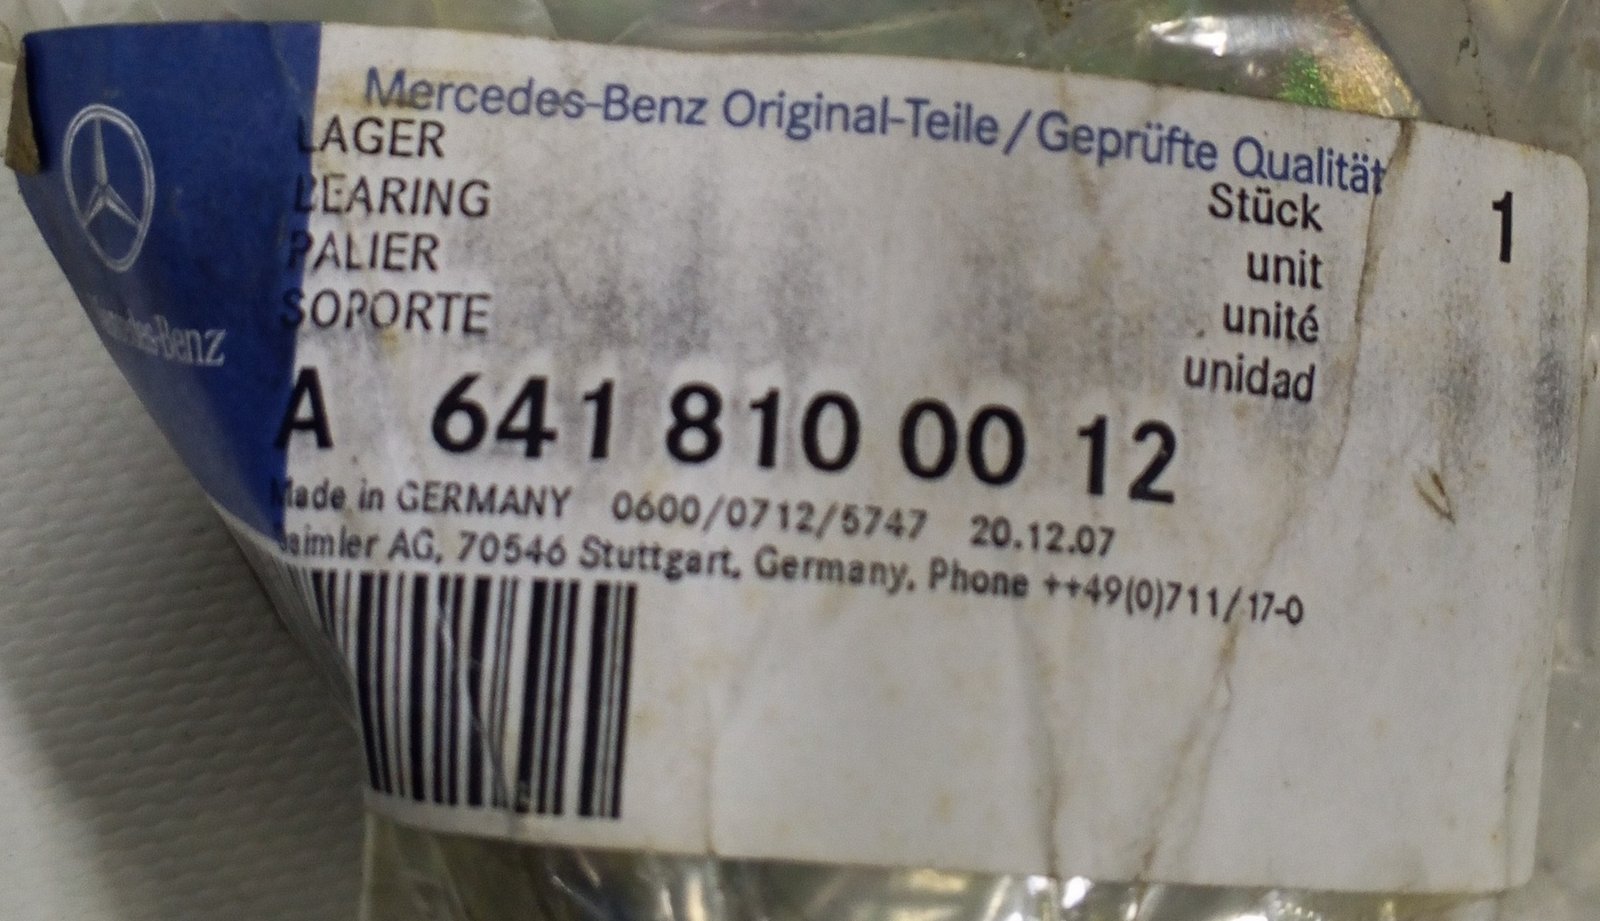 Mercedes-Benz Original-Teile/Geprüfte Qualität
LAGER
BEARING
PALIER
SOPORTE
Stück 1
unit
unité
unidad
Mercedes-Benz
A 641 810 00 12
Made in GERMANY 0600/0712/5747 20.12.07
Daimler AG, 70546 Stuttgart, Germany, Phone ++49(0)711/17-0